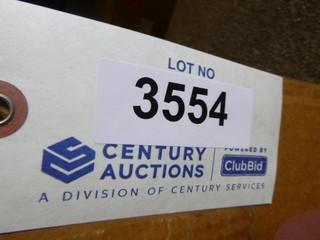 LOT NO
3554
CENTURY
AUCTIONS
POWERED BY
ClubBid
A DIVISION OF CENTURY SERVICES